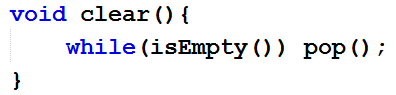 void clear(){
    while(isEmpty()) pop();
}